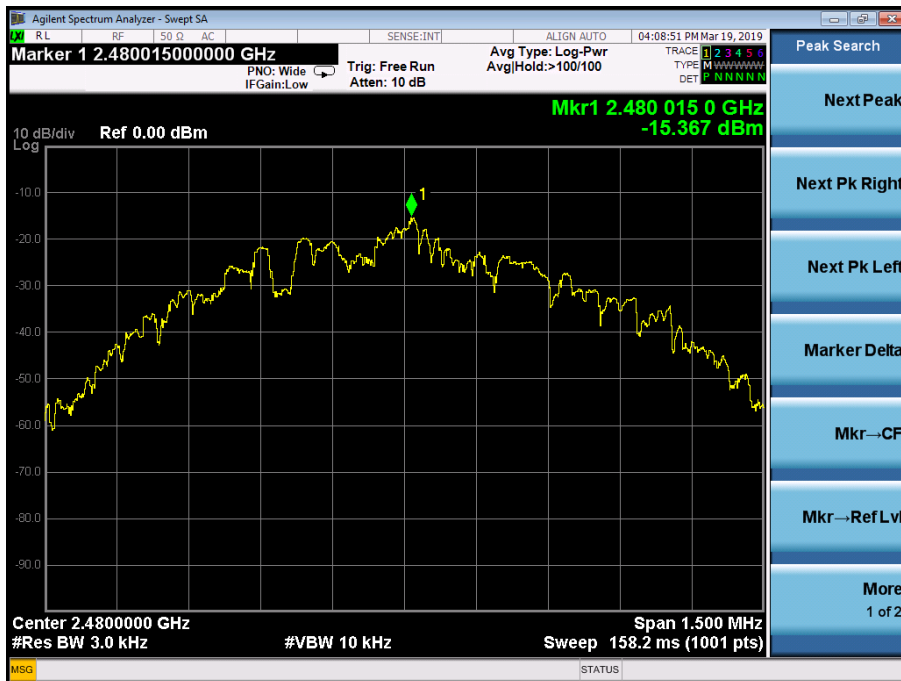 Agilent Spectrum Analyzer - Swept SA
LXI RL RF 50 Ω AC SENSE:INT ALIGN AUTO 04:08:51 PM Mar 19, 2019
Marker 1 2.480015000000 GHz
PNO: Wide
IFGain:Low
Trig: Free Run
Atten: 10 dB
Avg Type: Log-Pwr
Avg|Hold:>100/100
TRACE 1 2 3 4 5 6
TYPE M W W W W W
DET P N N N N N
Mkr1 2.480 015 0 GHz
-15.367 dBm
10 dB/div Ref 0.00 dBm
Log
1
-10.0
-20.0
-30.0
-40.0
-50.0
-60.0
-70.0
-80.0
-90.0
Center 2.4800000 GHz Span 1.500 MHz
#Res BW 3.0 kHz #VBW 10 kHz Sweep 158.2 ms (1001 pts)
MSG STATUS
Peak Search
Next Peak
Next Pk Right
Next Pk Left
Marker Delta
Mkr→CF
Mkr→Ref Lvl
More
1 of 2